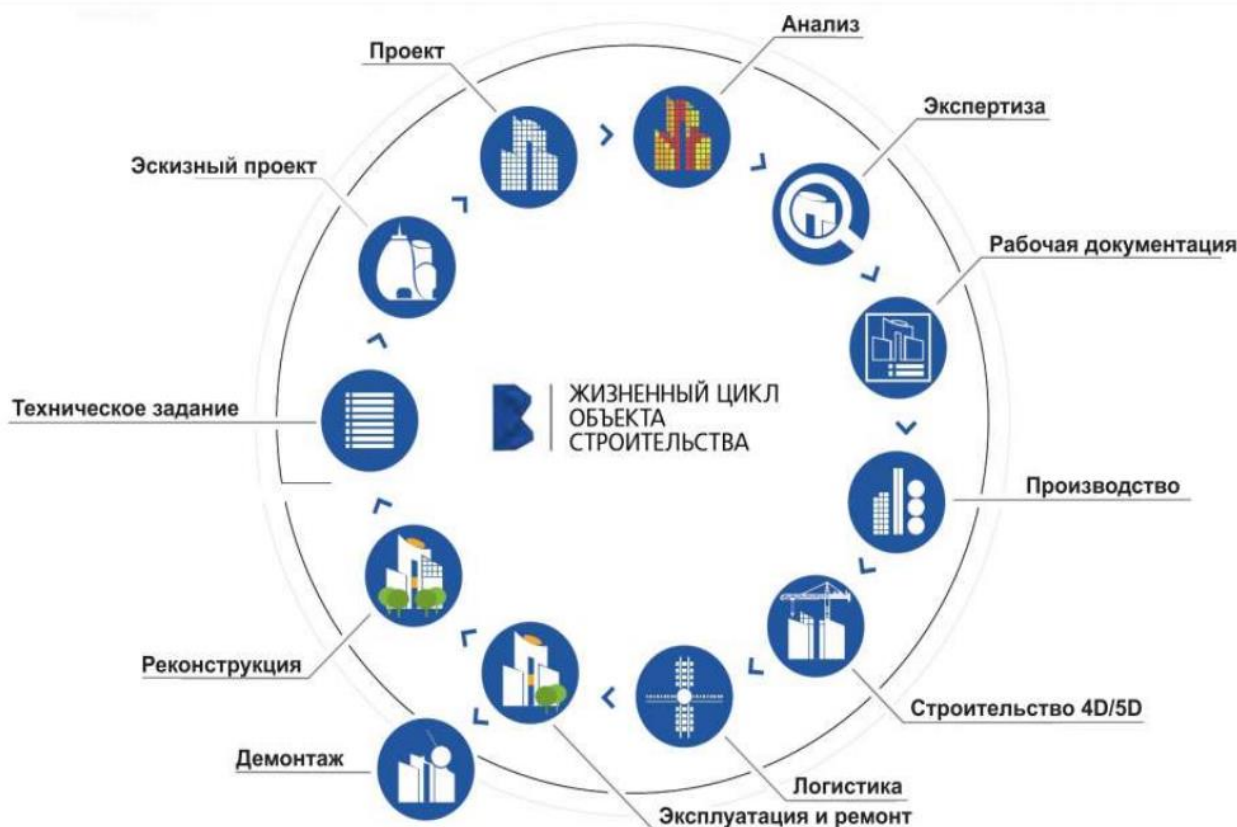 Анализ
Проект
Экспертиза
Эскизный проект
Рабочая документация
Техническое задание
ЖИЗНЕННЫЙ ЦИКЛ
ОБЪЕКТА
СТРОИТЕЛЬСТВА
Производство
Реконструкция
Строительство 4D/5D
Демонтаж
Логистика
Эксплуатация и ремонт